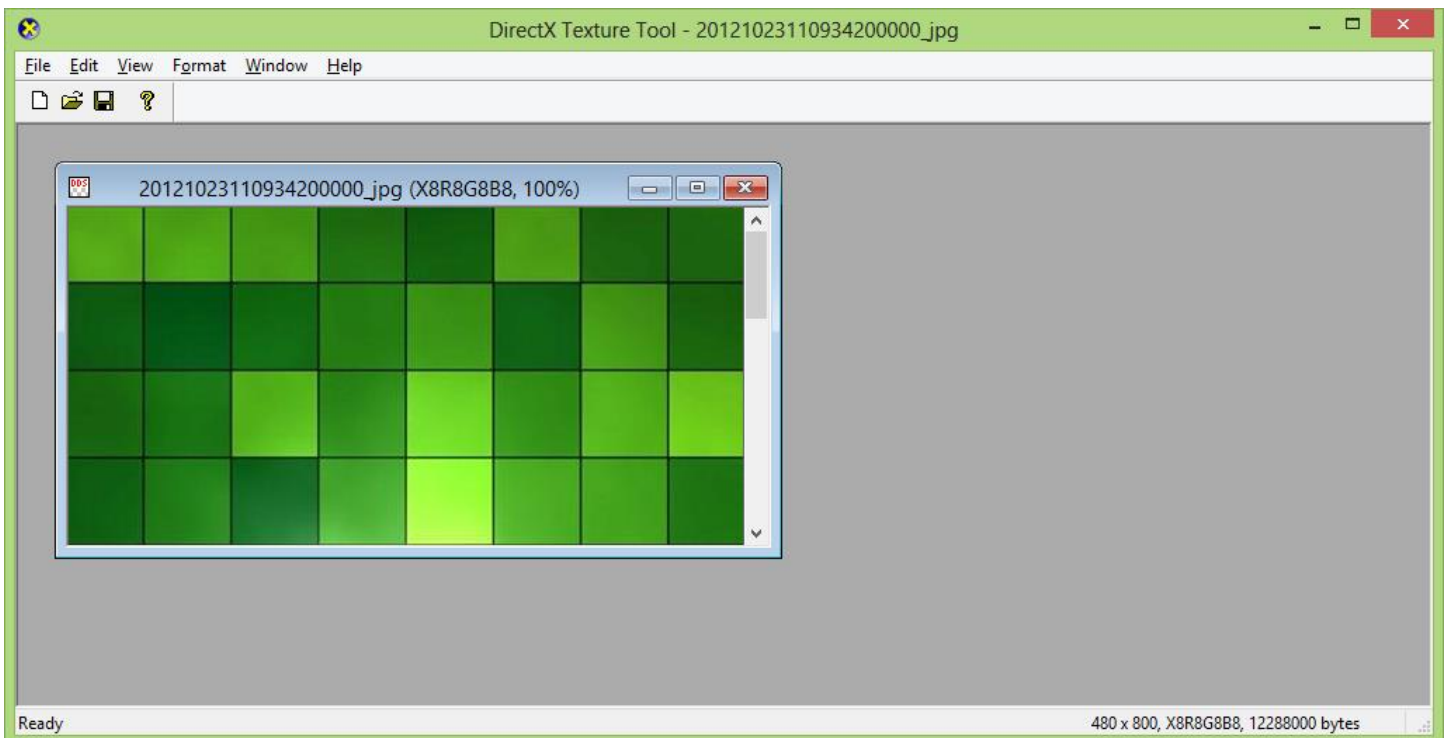 DirectX Texture Tool - 20121023110934200000_jpg
File Edit View Format Window Help
DDS 20121023110934200000_jpg (X8R8G8B8, 100%)
Ready 480 x 800, X8R8G8B8, 12288000 bytes